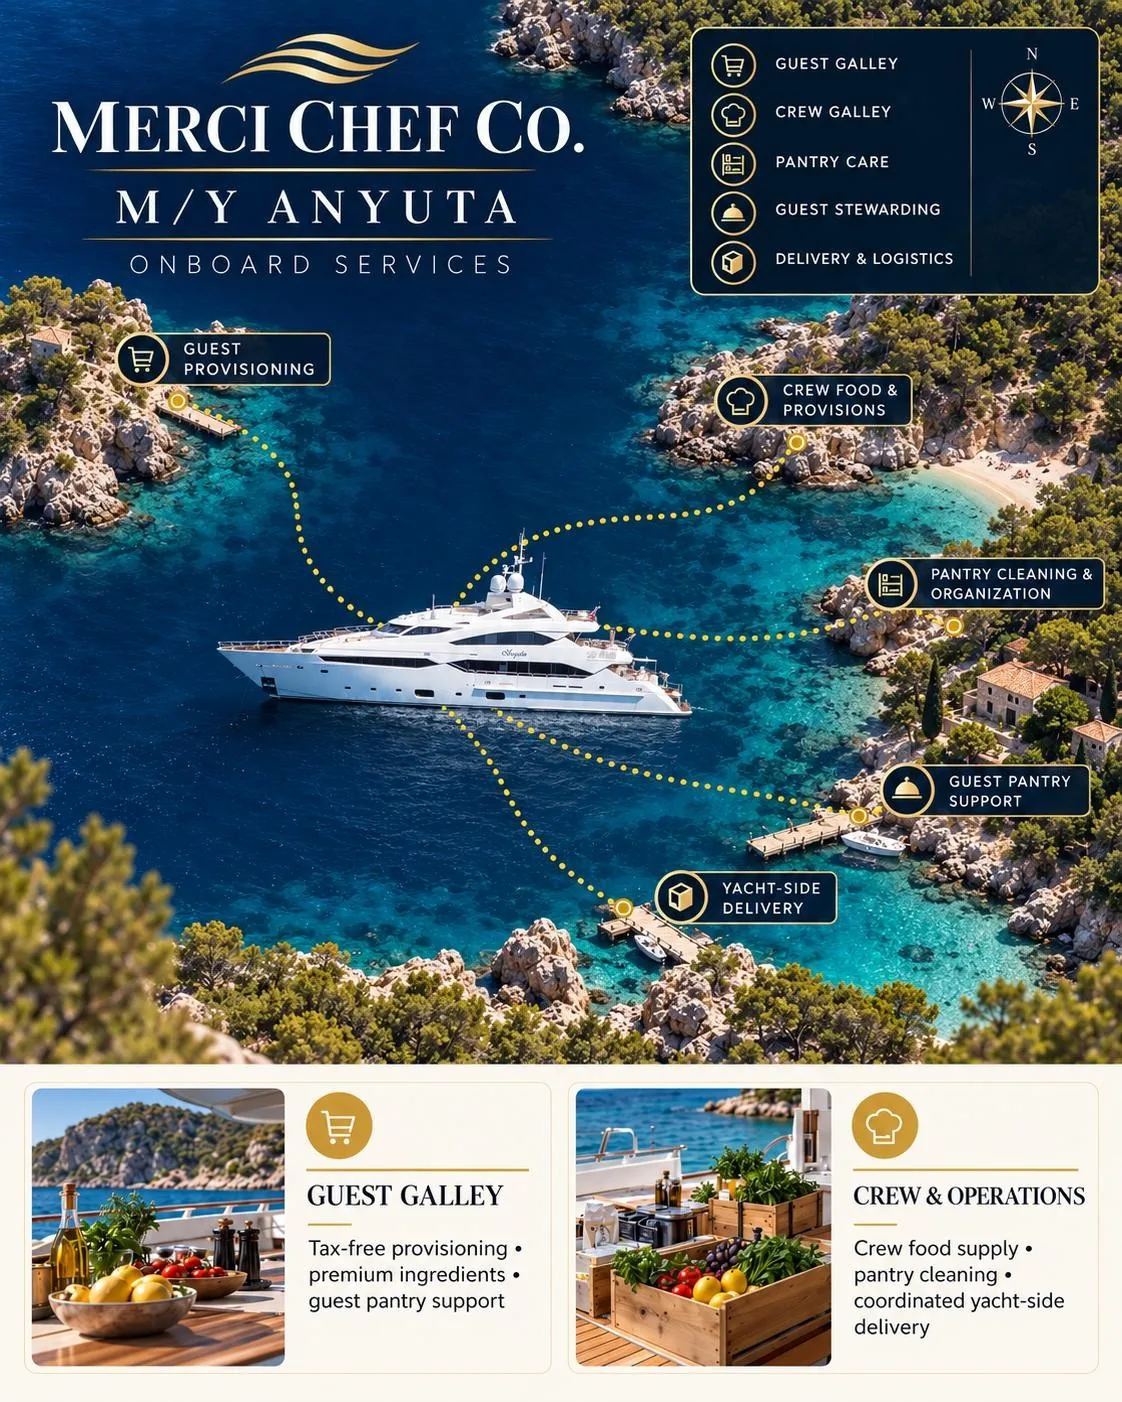 MERCI CHEF CO.
M/Y ANYUTA
ONBOARD SERVICES
GUEST GALLEY
CREW GALLEY
PANTRY CARE
GUEST STEWARDING
DELIVERY & LOGISTICS
N
W E
S
GUEST
PROVISIONING
CREW FOOD &
PROVISIONS
PANTRY CLEANING &
ORGANIZATION
GUEST PANTRY
SUPPORT
YACHT-SIDE
DELIVERY
GUEST GALLEY
Tax-free provisioning •
premium ingredients •
guest pantry support
CREW & OPERATIONS
Crew food supply •
pantry cleaning •
coordinated yacht-side
delivery